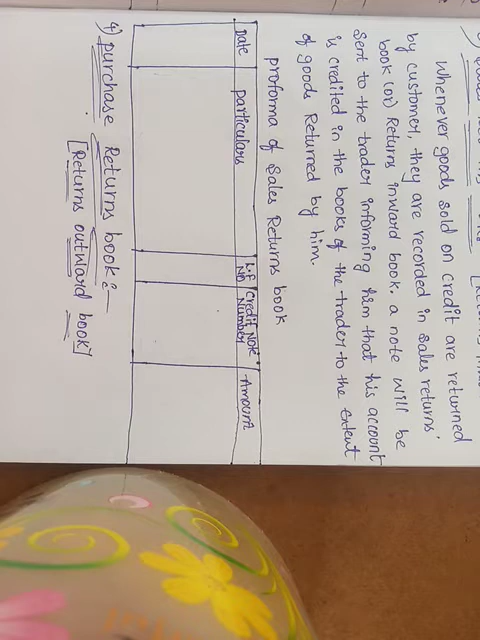 Whenever goods sold on credit are returned
by customer, they are recorded in sales returns
book (or) Returns inward book. a note will be
sent to the trader informing him that his account
is credited in the books of the trader to the extent
of goods Returned by him.
proforma of Sales Returns book
Date particulars L.F No Credit Note Number Amount
4) purchase Returns book :-
[Returns outward book]